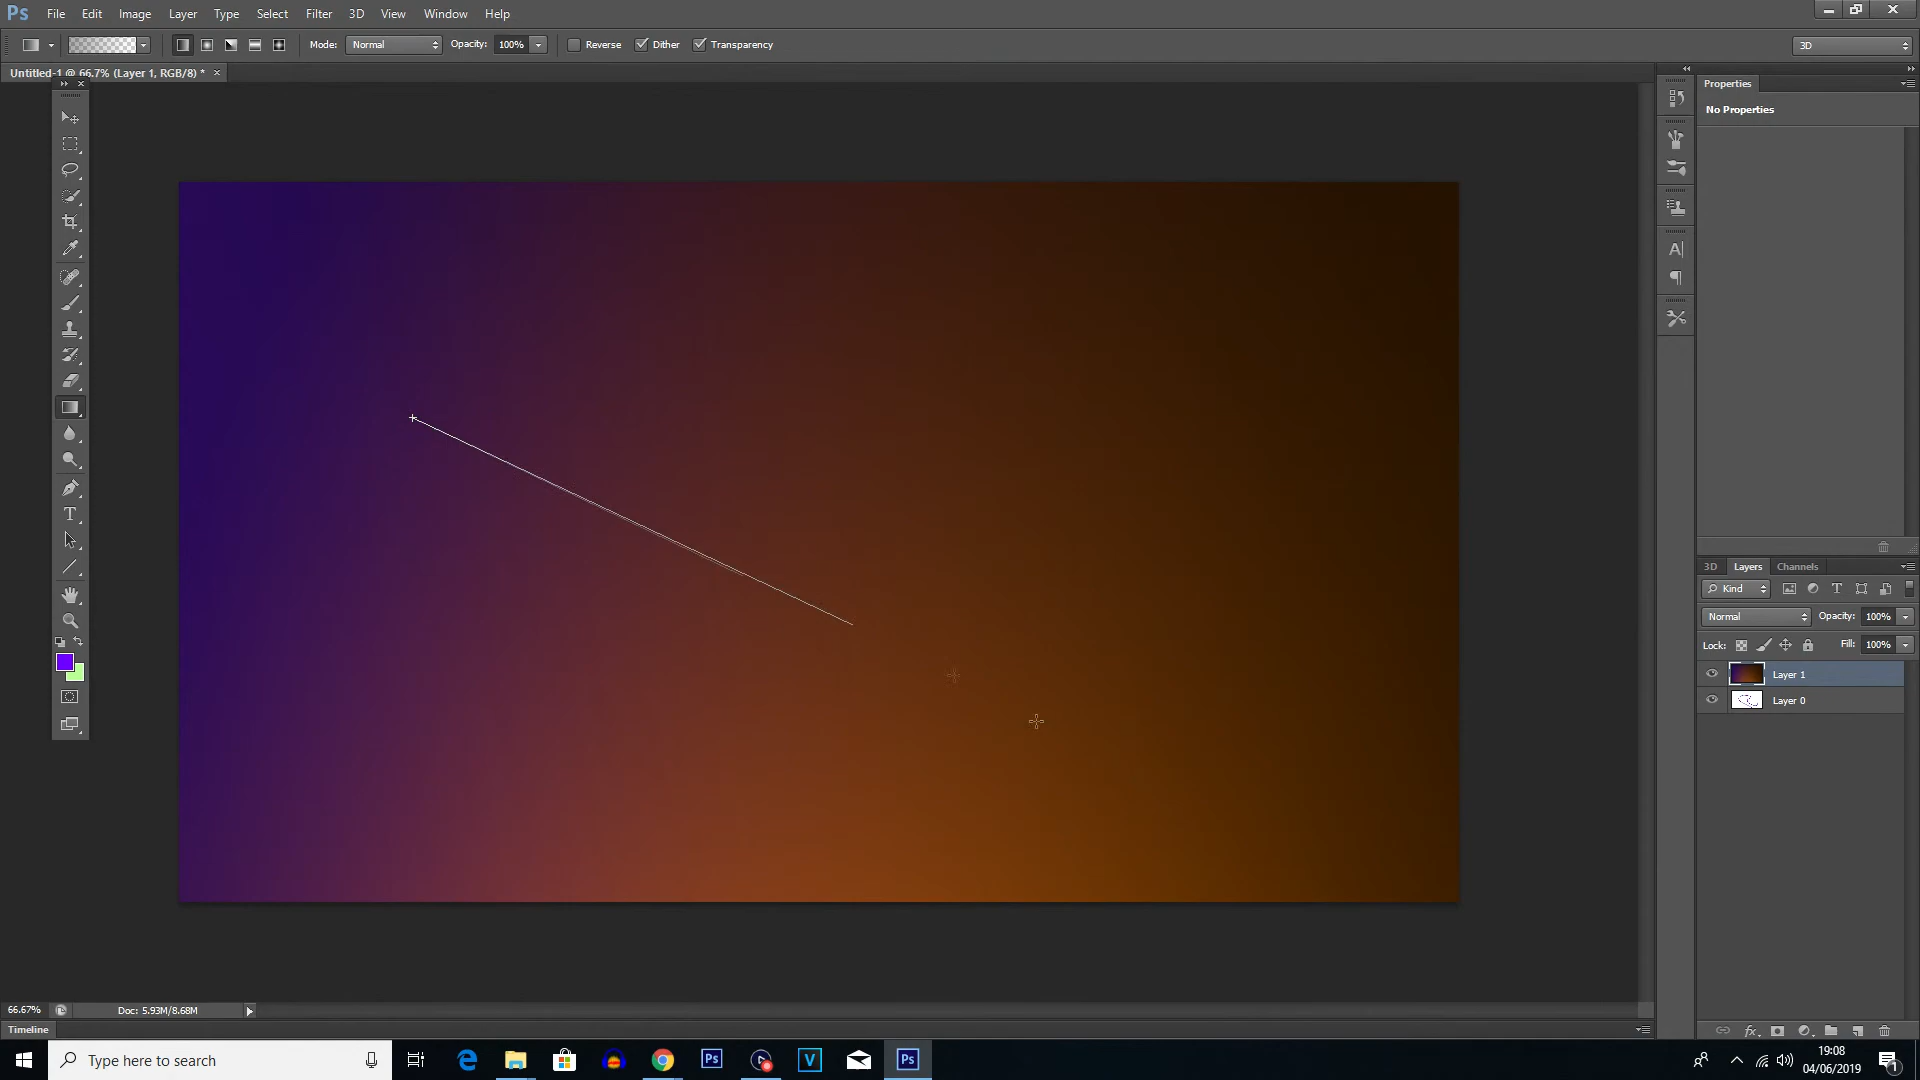 Ps File Edit Image Layer Type Select Filter 3D View Window Help
Mode: Normal Opacity: 100% Reverse Dither Transparency 3D
Untitled-1 @ 66.7% (Layer 1, RGB/8) * ×
Properties
No Properties
3D Layers Channels
Kind
Normal Opacity: 100%
Lock: Fill: 100%
Layer 1
Layer 0
66.67% Doc: 5.93M/8.68M
Timeline
Type here to search
19:08
04/06/2019